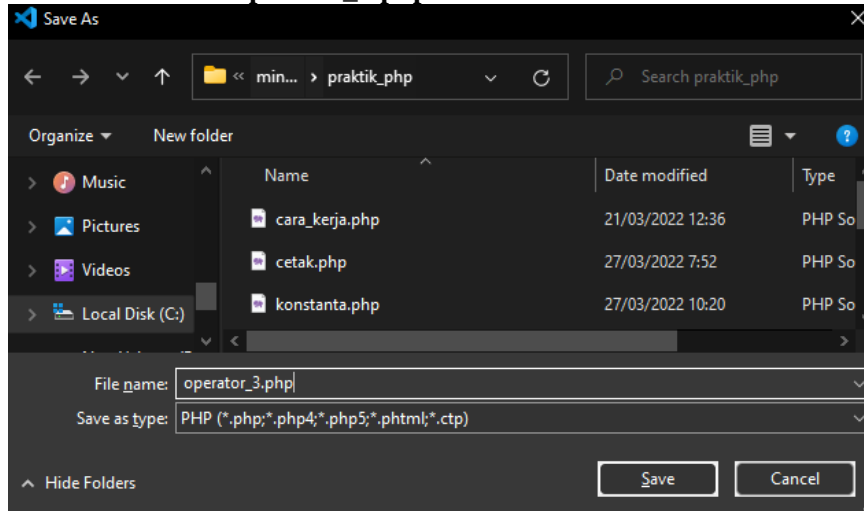 Save As
« min... › praktik_php
Search praktik_php
Organize
New folder
Name
Date modified
Type
Music
Pictures
Videos
Local Disk (C:)
cara_kerja.php 21/03/2022 12:36 PHP So
cetak.php 27/03/2022 7:52 PHP So
konstanta.php 27/03/2022 10:20 PHP So
File name: operator_3.php
Save as type: PHP (*.php;*.php4;*.php5;*.phtml;*.ctp)
Hide Folders
Save
Cancel